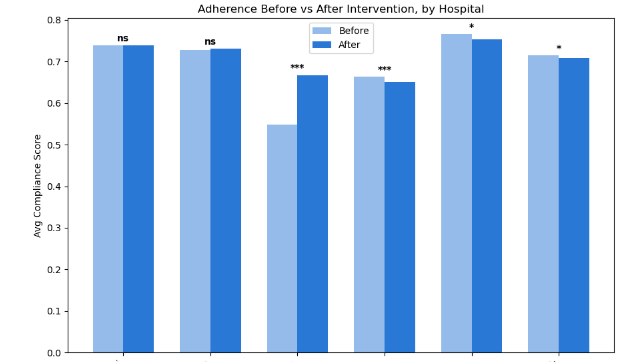 Adherence Before vs After Intervention, by Hospital
Before
After
ns
ns
***
***
*
*
Avg Compliance Score
0.8
0.7
0.6
0.5
0.4
0.3
0.2
0.1
0.0